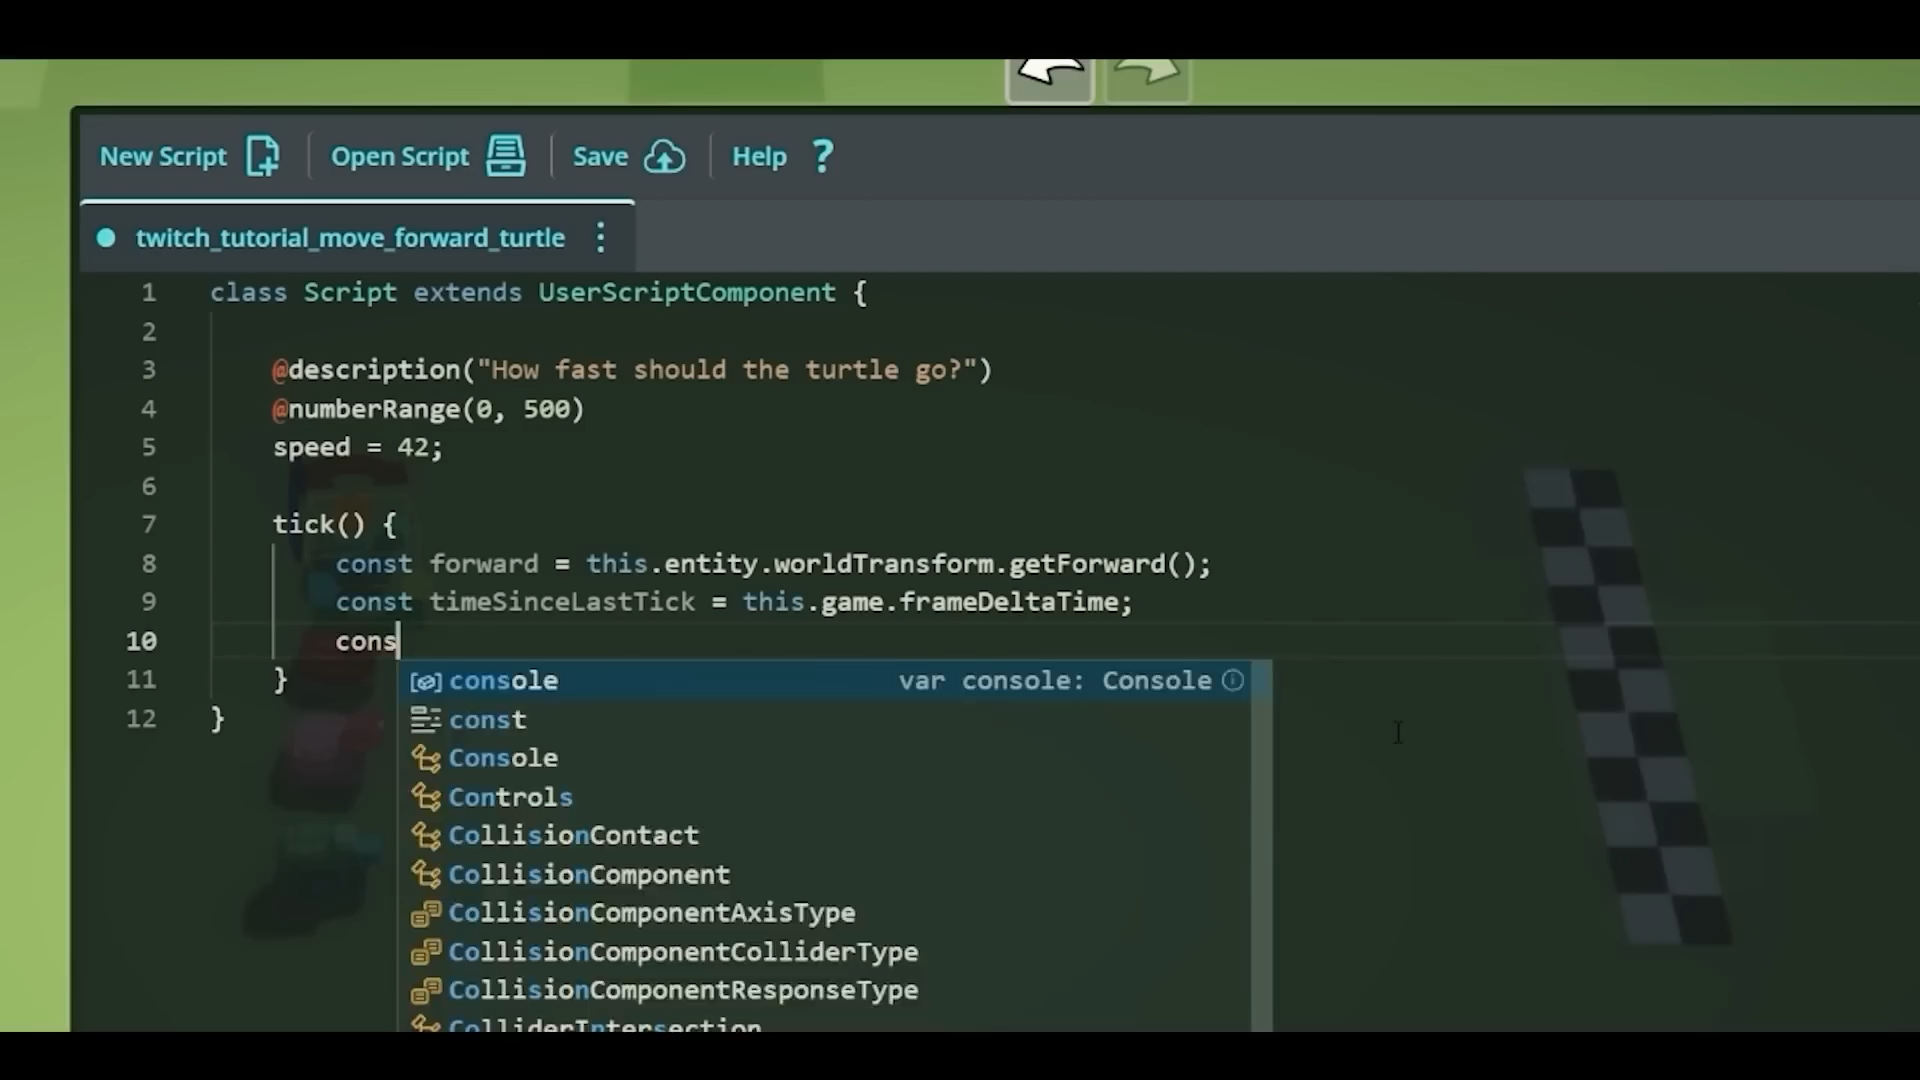 New Script Open Script Save Help ?
twitch_tutorial_move_forward_turtle
1 class Script extends UserScriptComponent {
2
3 @description("How fast should the turtle go?")
4 @numberRange(0, 500)
5 speed = 42;
6
7 tick() {
8 const forward = this.entity.worldTransform.getForward();
9 const timeSinceLastTick = this.game.frameDeltaTime;
10 cons
11 }
console var console: Console
12 }
const
Console
Controls
CollisionContact
CollisionComponent
CollisionComponentAxisType
CollisionComponentColliderType
CollisionComponentResponseType
ColliderIntersection